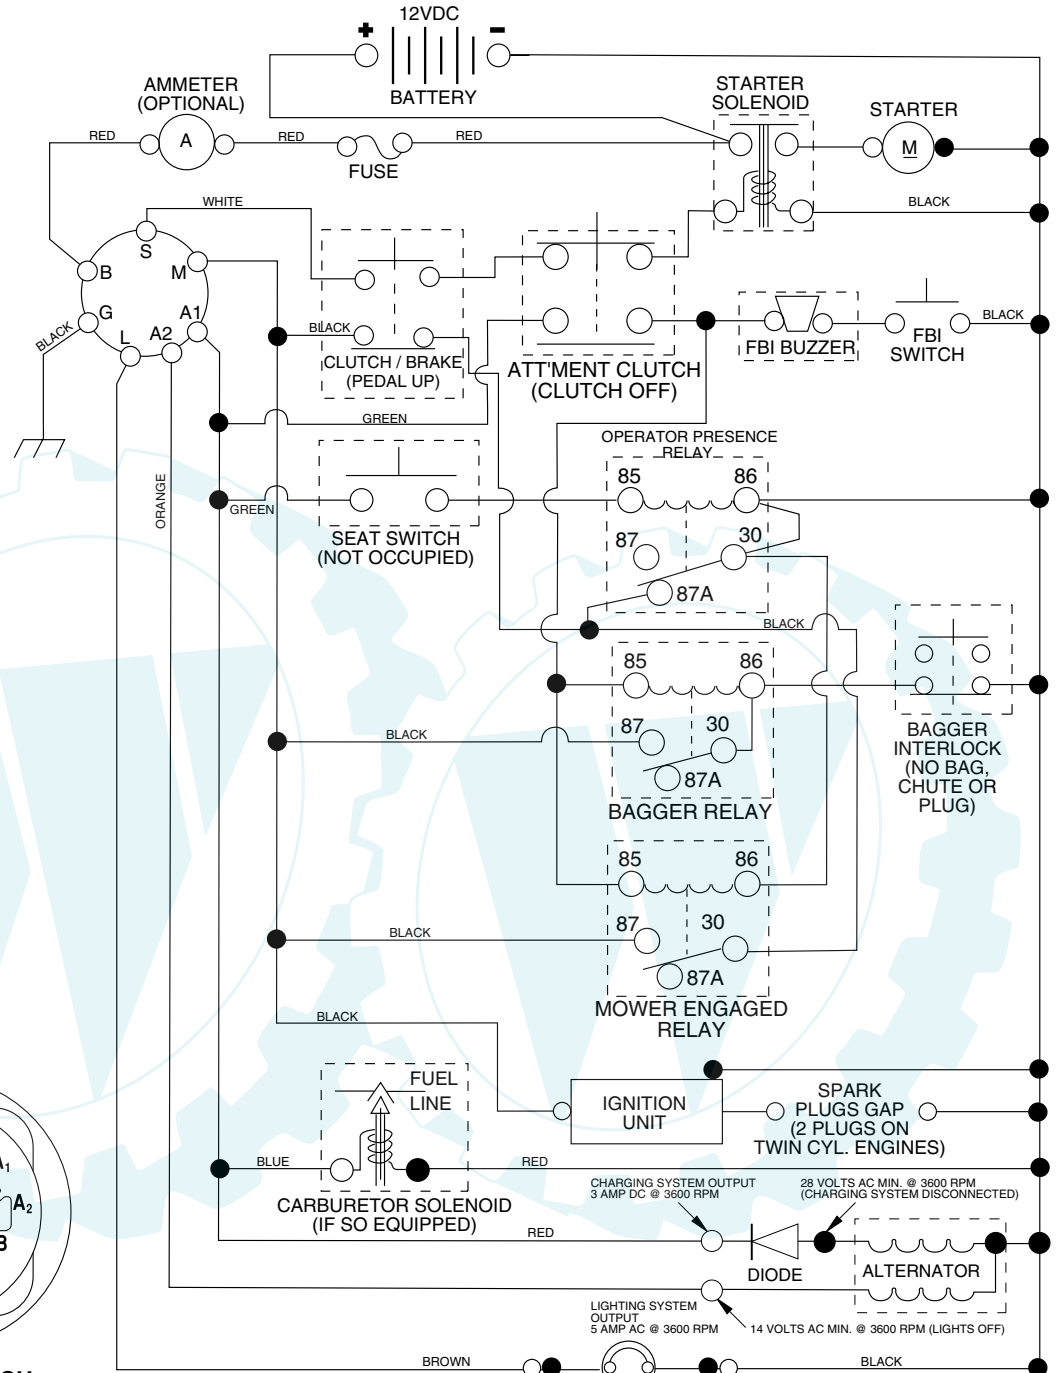 12VDC
+
-
BATTERY
AMMETER
(OPTIONAL)
STARTER
SOLENOID
STARTER
RED
A
RED
FUSE
RED
M
WHITE
BLACK
S
B
M
G
A1
L
A2
BLACK
BLACK
CLUTCH / BRAKE
(PEDAL UP)
ATT'MENT CLUTCH
(CLUTCH OFF)
FBI BUZZER
FBI
SWITCH
BLACK
GREEN
ORANGE
GREEN
SEAT SWITCH
(NOT OCCUPIED)
OPERATOR PRESENCE
RELAY
85
86
87
30
87A
BLACK
85
86
BLACK
87
30
87A
BAGGER RELAY
BAGGER
INTERLOCK
(NO BAG,
CHUTE OR
PLUG)
85
86
BLACK
87
30
87A
MOWER ENGAGED
RELAY
BLACK
FUEL
LINE
IGNITION
UNIT
SPARK
PLUGS GAP
(2 PLUGS ON
TWIN CYL. ENGINES)
BLUE
RED
CARBURETOR SOLENOID
(IF SO EQUIPPED)
CHARGING SYSTEM OUTPUT
3 AMP DC @ 3600 RPM
28 VOLTS AC MIN. @ 3600 RPM
(CHARGING SYSTEM DISCONNECTED)
A2
RED
DIODE
ALTERNATOR
LIGHTING SYSTEM
OUTPUT
5 AMP AC @ 3600 RPM
14 VOLTS AC MIN. @ 3600 RPM (LIGHTS OFF)
BROWN
BLACK